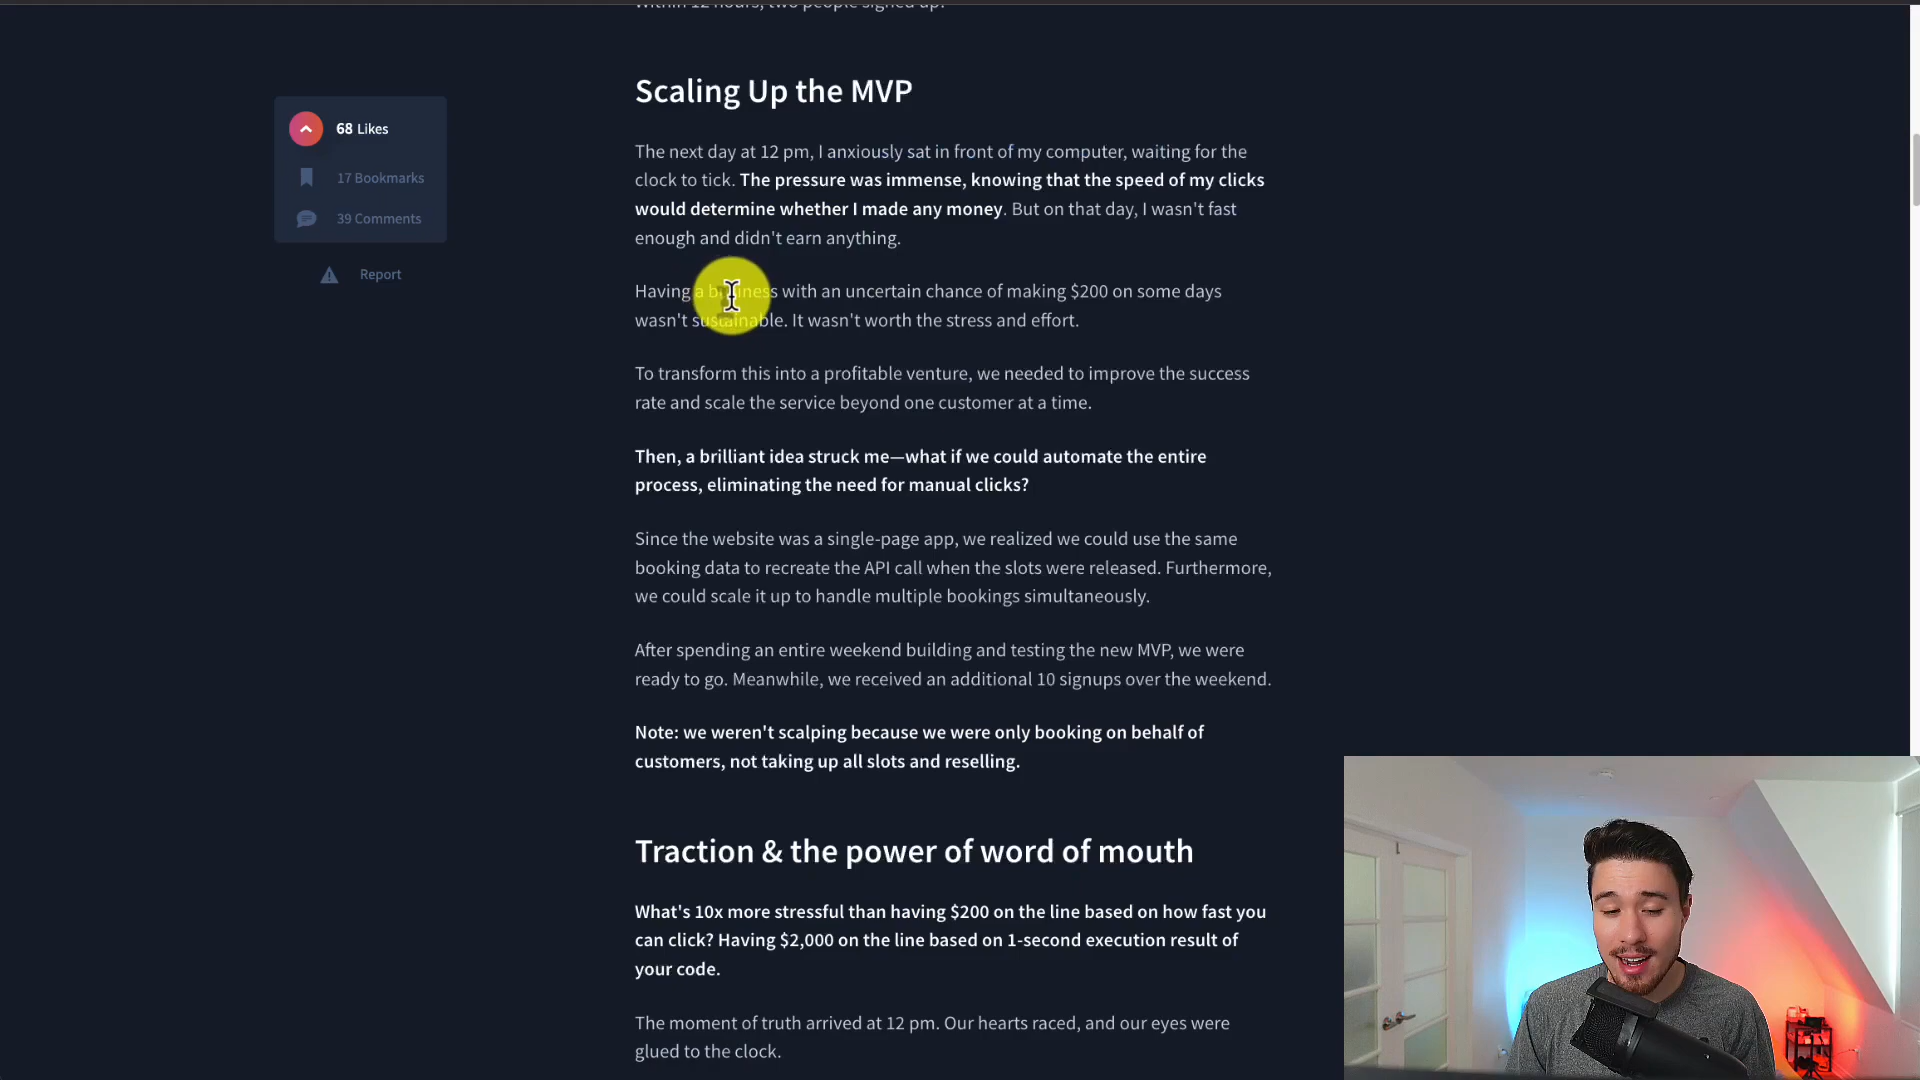 Within 12 hours, two people signed up!
Scaling Up the MVP
68 Likes
17 Bookmarks
39 Comments
Report
The next day at 12 pm, I anxiously sat in front of my computer, waiting for the
clock to tick. The pressure was immense, knowing that the speed of my clicks
would determine whether I made any money. But on that day, I wasn't fast
enough and didn't earn anything.
Having a business with an uncertain chance of making $200 on some days
wasn't sustainable. It wasn't worth the stress and effort.
To transform this into a profitable venture, we needed to improve the success
rate and scale the service beyond one customer at a time.
Then, a brilliant idea struck me—what if we could automate the entire
process, eliminating the need for manual clicks?
Since the website was a single-page app, we realized we could use the same
booking data to recreate the API call when the slots were released. Furthermore,
we could scale it up to handle multiple bookings simultaneously.
After spending an entire weekend building and testing the new MVP, we were
ready to go. Meanwhile, we received an additional 10 signups over the weekend.
Note: we weren't scalping because we were only booking on behalf of
customers, not taking up all slots and reselling.
Traction & the power of word of mouth
What's 10x more stressful than having $200 on the line based on how fast you
can click? Having $2,000 on the line based on 1-second execution result of
your code.
The moment of truth arrived at 12 pm. Our hearts raced, and our eyes were
glued to the clock.